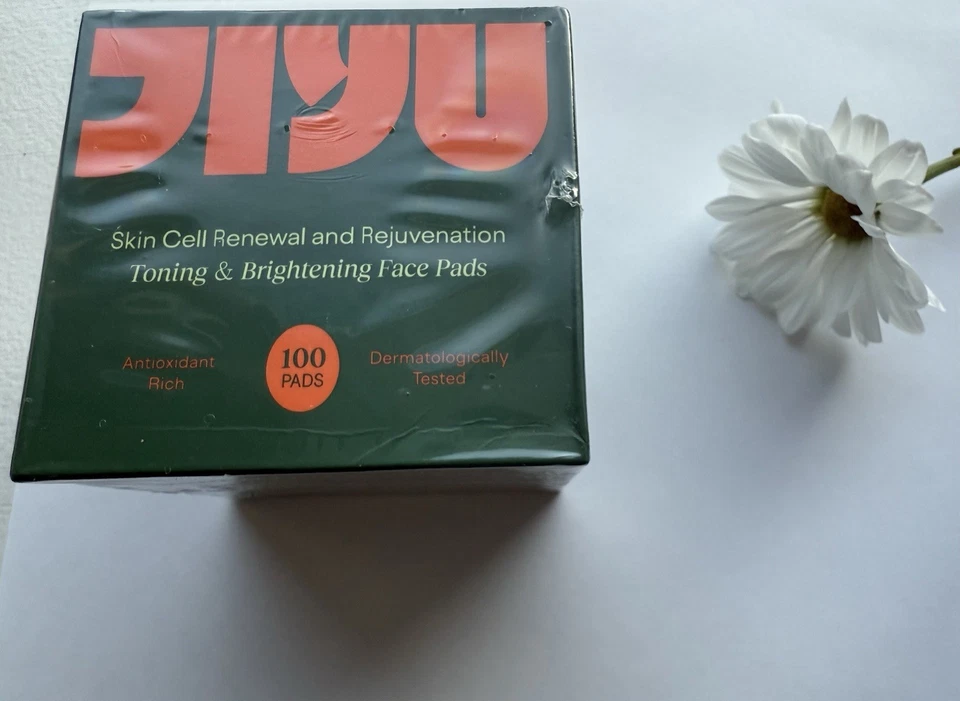 JIYU
Skin Cell Renewal and Rejuvenation
Toning & Brightening Face Pads
Antioxidant
Rich
100
PADS
Dermatologically
Tested